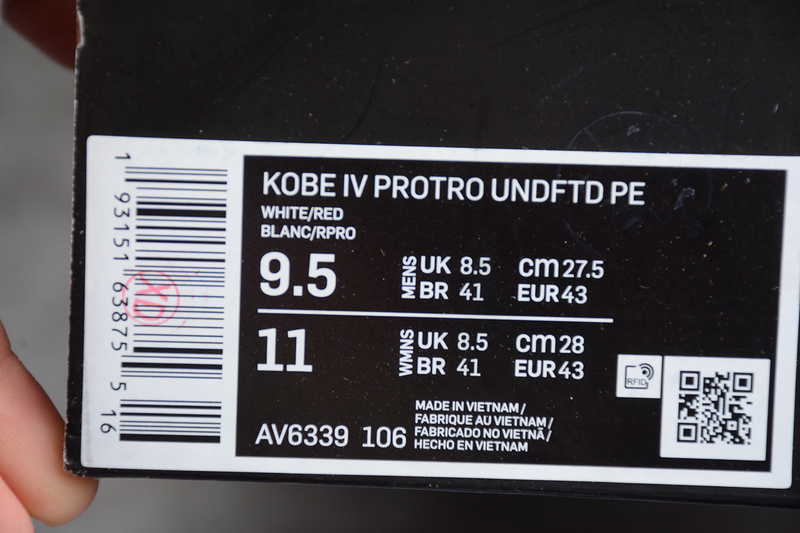 KOBE IV PROTRO UNDFTD PE
WHITE/RED
BLANC/RPRO
9.5 MENS UK 8.5 cm 27.5
BR 41 EUR 43
11 WMNS UK 8.5 cm 28
BR 41 EUR 43
AV6339 106
MADE IN VIETNAM/
FABRIQUE AU VIETNAM/
FABRICADO NO VIETNÃ/
HECHO EN VIETNAM
RFID
1 93151 63875 5 16
XD